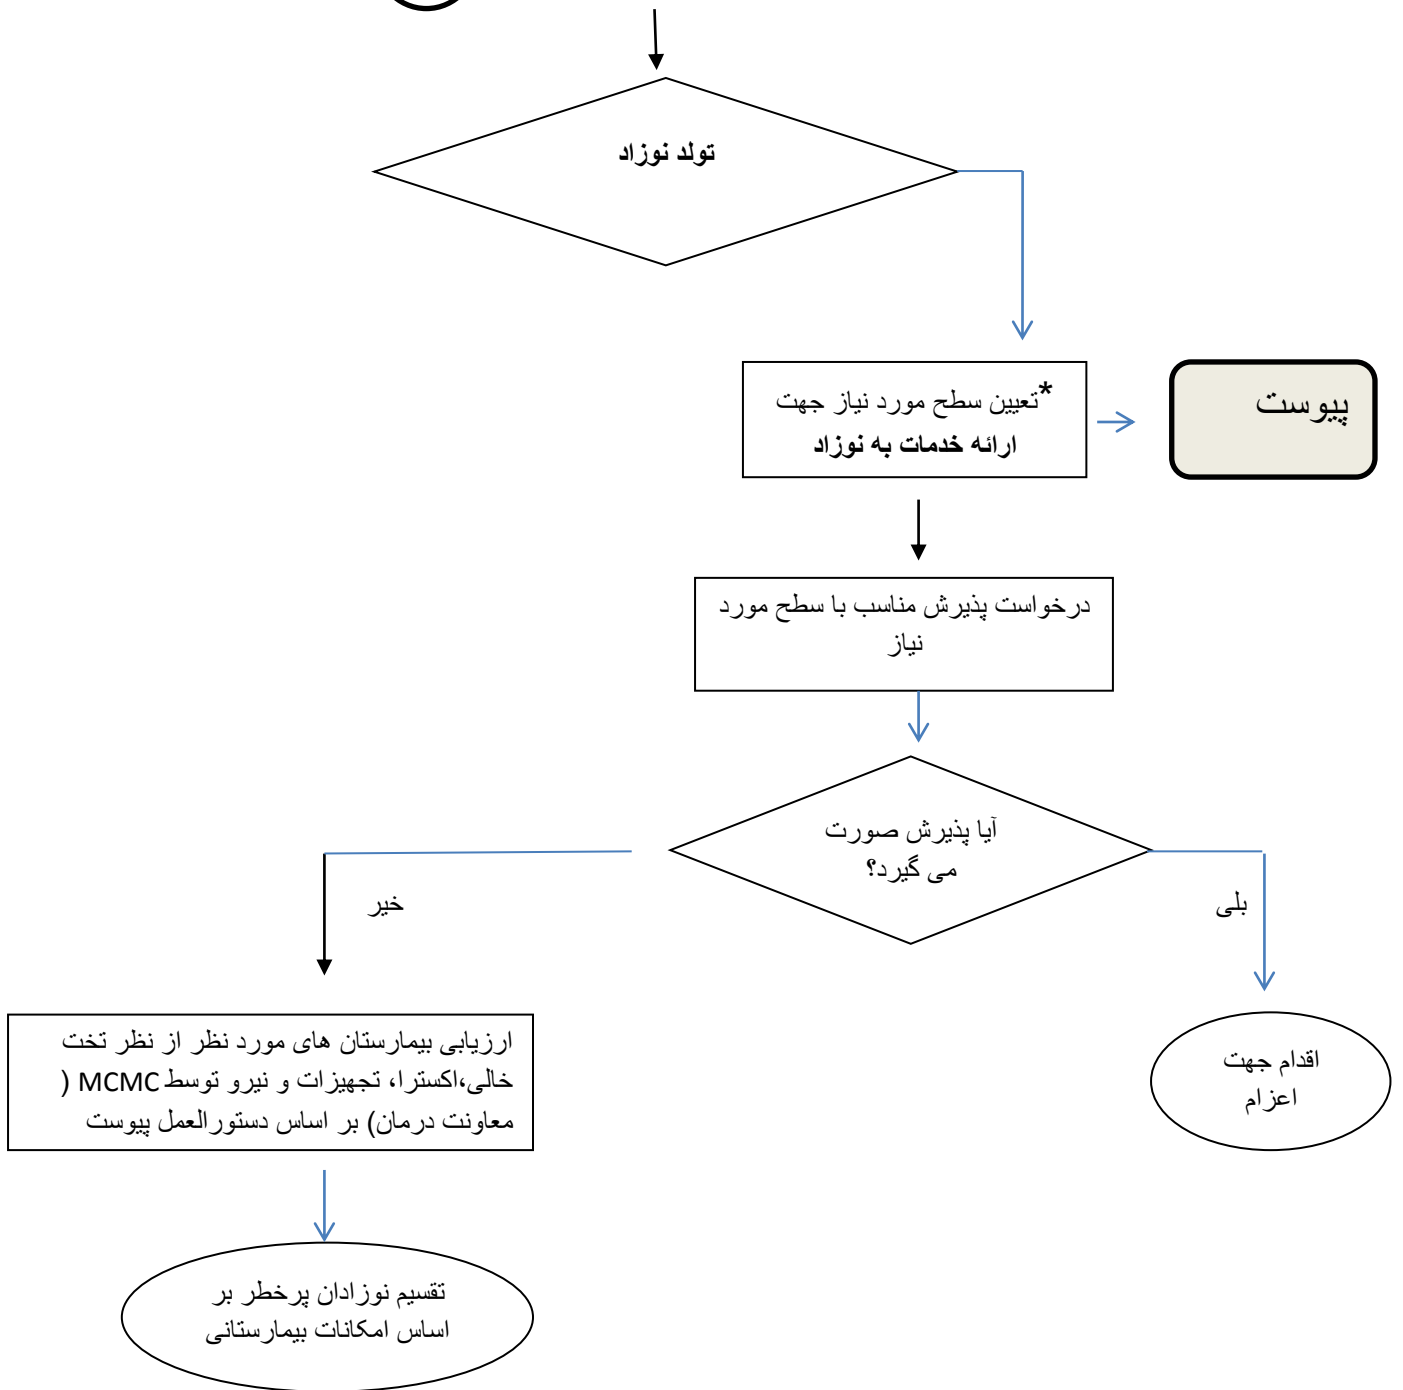 تولد نوزاد
*تعیین سطح مورد نیاز جهت
ارائه خدمات به نوزاد
پیوست
درخواست پذیرش مناسب با سطح مورد
نیاز
آیا پذیرش صورت
می گیرد؟
بلی
خیر
اقدام جهت
اعزام
ارزیابی بیمارستان های مورد نظر از نظر تخت
خالی،اکسترا، تجهیزات و نیرو توسط MCMC (
معاونت درمان) بر اساس دستورالعمل پیوست
تقسیم نوزادان پرخطر بر
اساس امکانات بیمارستانی